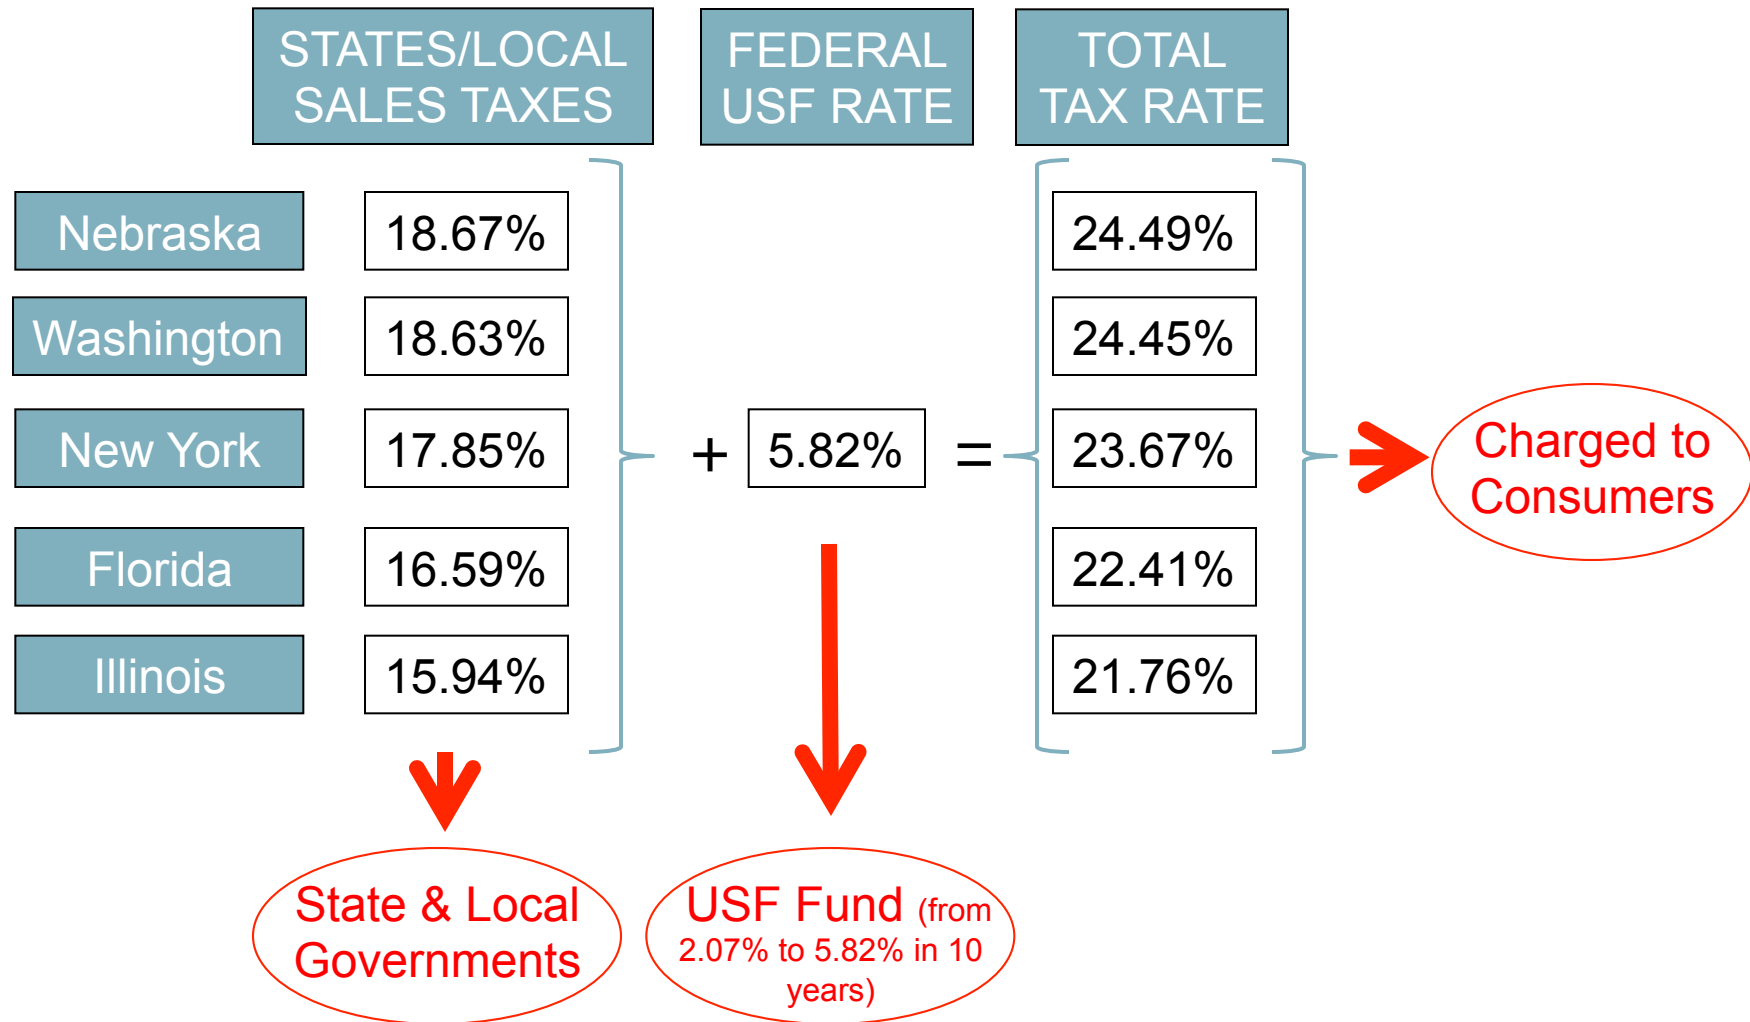 STATES/LOCAL
SALES TAXES
FEDERAL
USF RATE
TOTAL
TAX RATE
Nebraska
18.67%
24.49%
Washington
18.63%
24.45%
New York
17.85%
+
5.82%
=
23.67%
Charged to
Consumers
Florida
16.59%
22.41%
Illinois
15.94%
21.76%
State & Local
Governments
USF Fund (from
2.07% to 5.82% in 10
years)